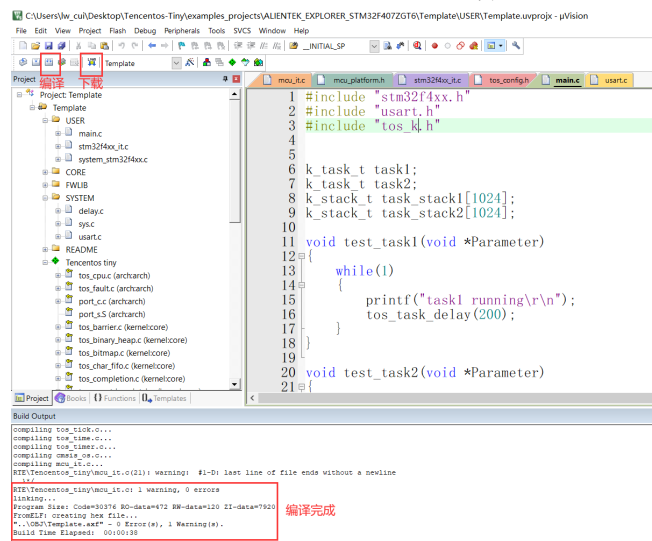 C:\Users\lw_cui\Desktop\Tencentos-Tiny\examples_projects\ALIENTEK_EXPLORER_STM32F407ZGT6\Template\USER\Template.uvprojx - µVision
File Edit View Project Flash Debug Peripherals Tools SVCS Window Help
_INITIAL_SP
Template
编译 下载
Project
mcu_it.c mcu_platform.h stm32f4xx_it.c tos_config.h main.c usart.c
Project: Template
Template
USER
main.c
stm32f4xx_it.c
system_stm32f4xx.c
CORE
FWLIB
SYSTEM
delay.c
sys.c
usart.c
README
Tencentos tiny
tos_cpu.c (arch:arch)
tos_fault.c (arch:arch)
port_c.c (arch:arch)
port_s.S (arch:arch)
tos_barrier.c (kernel:core)
tos_binary_heap.c (kernel:core)
tos_bitmap.c (kernel:core)
tos_char_fifo.c (kernel:core)
tos_completion.c (kernel:core)
1 #include "stm32f4xx.h"
2 #include "usart.h"
3 #include "tos_k.h"
4
5
6 k_task_t task1;
7 k_task_t task2;
8 k_stack_t task_stack1[1024];
9 k_stack_t task_stack2[1024];
10
11 void test_task1(void *Parameter)
12 {
13 while(1)
14 {
15 printf("task1 running\r\n");
16 tos_task_delay(200);
17 }
18 }
19
20 void test_task2(void *Parameter)
21 {
Project Books {} Functions 0 Templates
Build Output
compiling tos_tick.c...
compiling tos_time.c...
compiling tos_timer.c...
compiling cmsis_os.c...
compiling mcu_it.c...
RTE\Tencentos_tiny\mcu_it.c(21): warning: #1-D: last line of file ends without a newline
RTE\Tencentos_tiny\mcu_it.c: 1 warning, 0 errors
linking...
Program Size: Code=30376 RO-data=472 RW-data=120 ZI-data=7920
FromELF: creating hex file...
"..\OBJ\Template.axf" - 0 Error(s), 1 Warning(s).
Build Time Elapsed: 00:00:38
编译完成